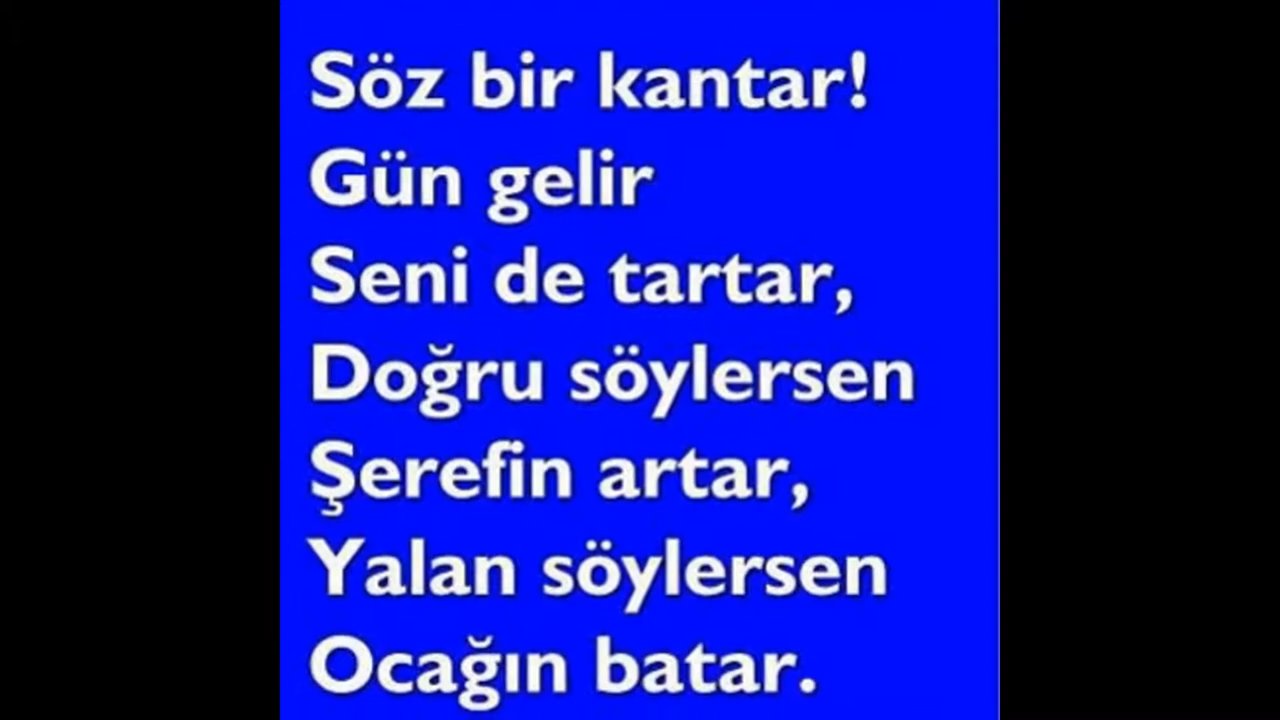 Söz bir kantar!
Gün gelir
Seni de tartar,
Doğru söylersen
Şerefin artar,
Yalan söylersen
Ocağın batar.